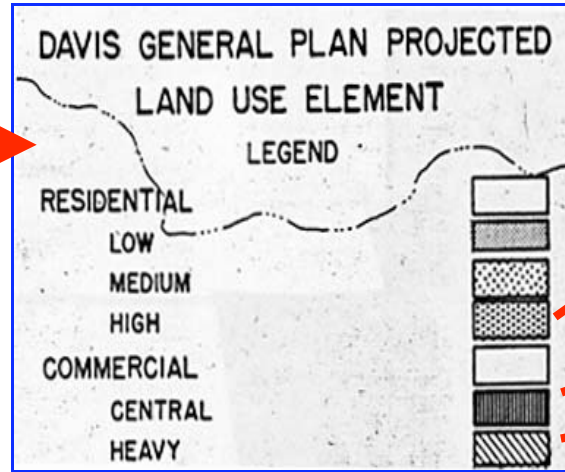 DAVIS GENERAL PLAN PROJECTED
LAND USE ELEMENT
LEGEND
RESIDENTIAL
LOW
MEDIUM
HIGH
COMMERCIAL
CENTRAL
HEAVY